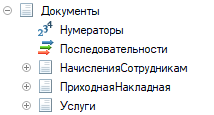 Документы
Нумераторы
Последовательности
НачисленияСотрудникам
ПриходнаяНакладная
Услуги